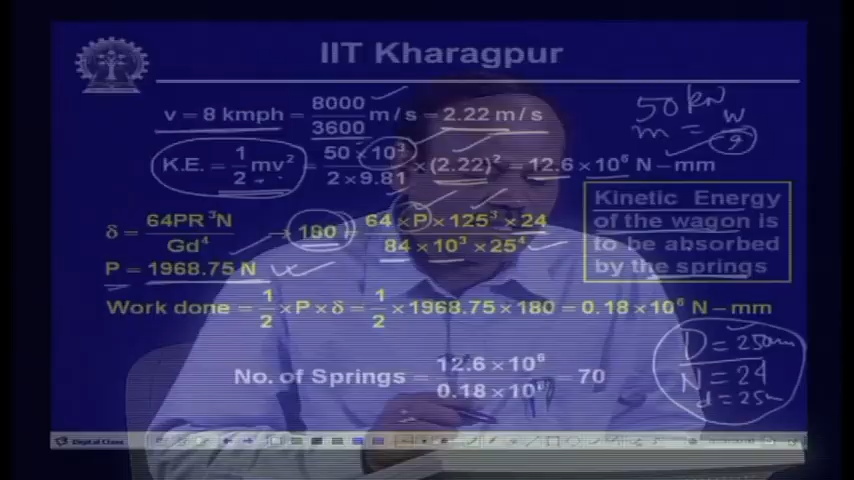 IIT Kharagpur
v = 8 kmph = 8000/3600 m/s = 2.22 m/s
50 kN
m = W/g
K.E. = 1/2 mv² = 50 × 10³/2 × 9.81 × (2.22)² = 12.6 × 10⁶ N – mm
Kinetic Energy
of the wagon is
to be absorbed
by the springs
δ = 64PR³N/Gd⁴ → 180 = 64 × P × 125³ × 24/84 × 10³ × 25⁴
P = 1968.75 N
Work done = 1/2 × P × δ = 1/2 × 1968.75 × 180 = 0.18 × 10⁶ N – mm
D = 250mm
N = 24
d = 25
No. of Springs = 12.6 × 10⁶/0.18 × 10⁶ = 70
Digital Class